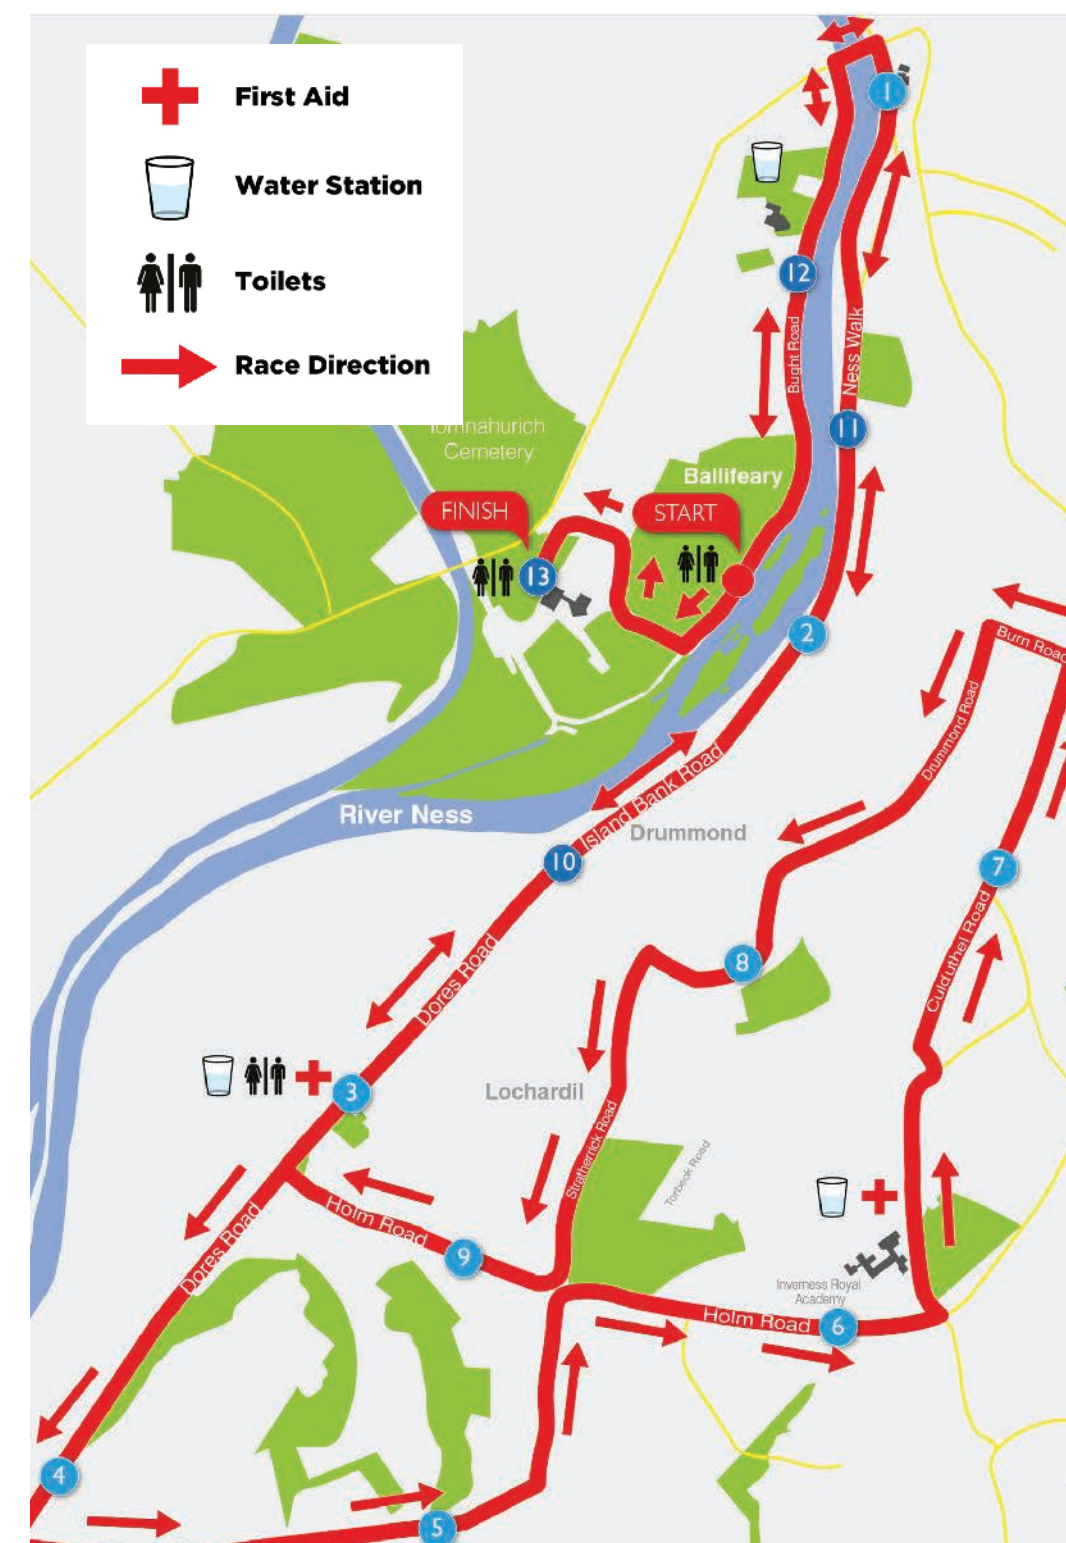 First Aid
Water Station
Toilets
Race Direction
1
12
Bught Road
Ness Walk
11
Tomnahurich
Cemetery
Ballifeary
FINISH
START
13
2
Burn Road
Drummond Road
River Ness
Island Bank Road
Drummond
10
7
Culduthel Road
8
Dores Road
3
Lochardil
Stratherrick Road
Torbeck Road
Holm Road
Dores Road
9
Inverness Royal
Academy
Holm Road
6
4
5